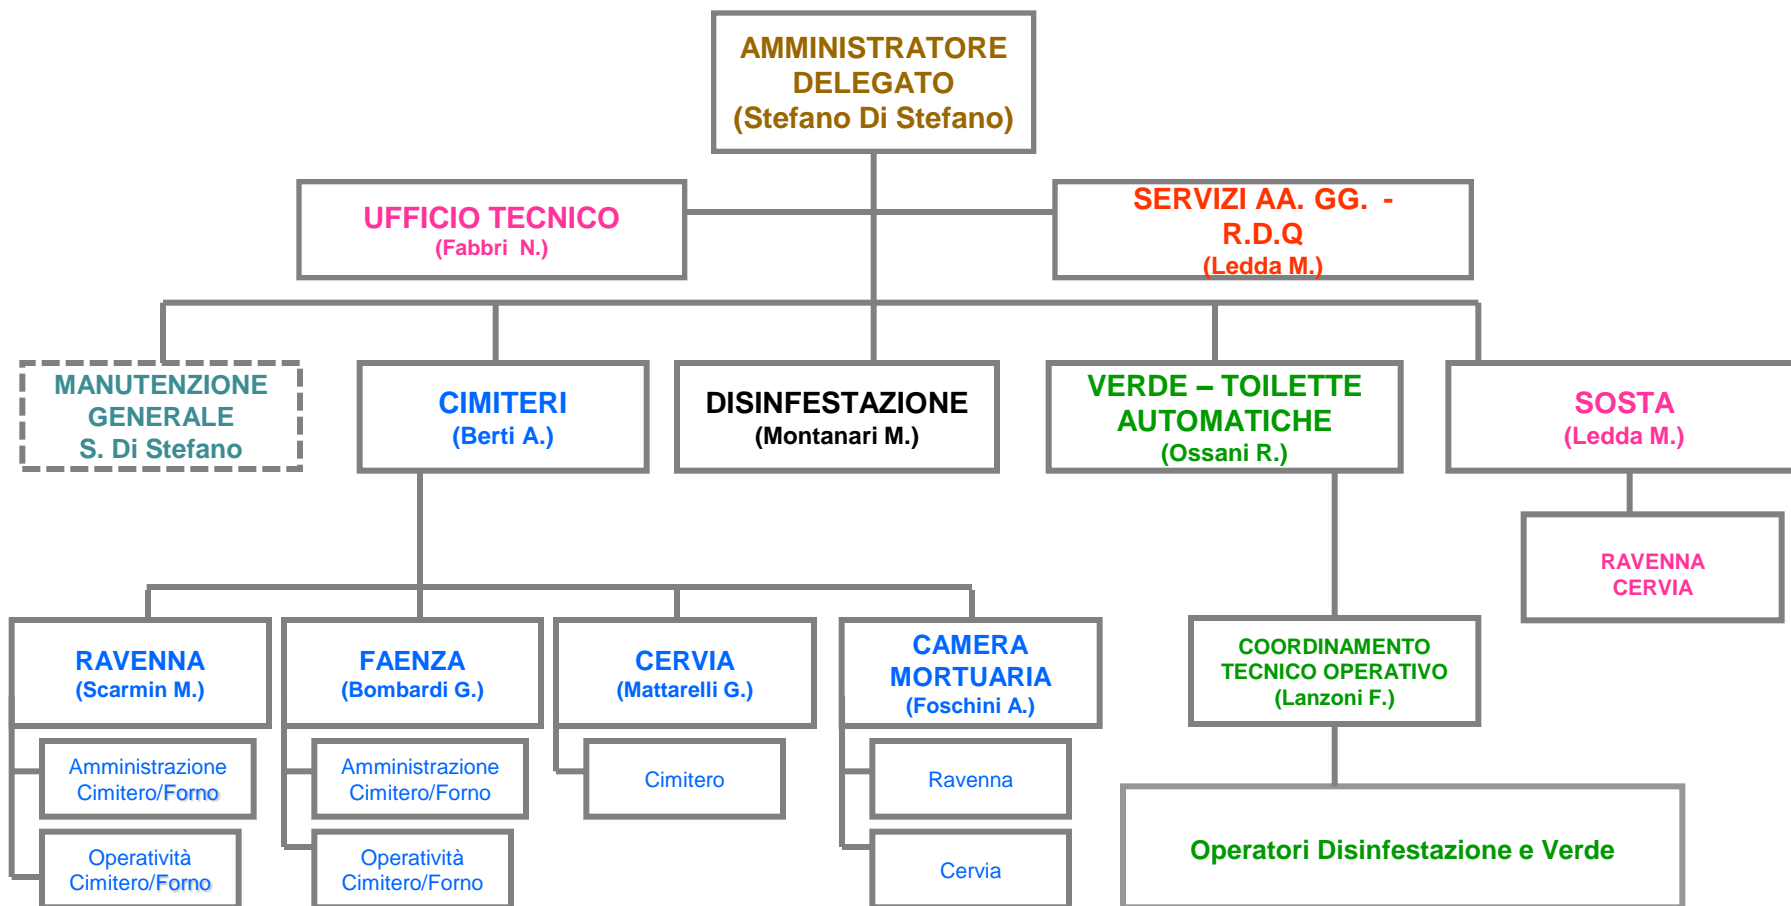 AMMINISTRATORE
DELEGATO
(Stefano Di Stefano)
UFFICIO TECNICO
(Fabbri N.)
SERVIZI AA. GG. -
R.D.Q
(Ledda M.)
MANUTENZIONE
GENERALE
S. Di Stefano
CIMITERI
(Berti A.)
DISINFESTAZIONE
(Montanari M.)
VERDE – TOILETTE
AUTOMATICHE
(Ossani R.)
SOSTA
(Ledda M.)
RAVENNA
CERVIA
RAVENNA
(Scarmin M.)
FAENZA
(Bombardi G.)
CERVIA
(Mattarelli G.)
CAMERA
MORTUARIA
(Foschini A.)
COORDINAMENTO
TECNICO OPERATIVO
(Lanzoni F.)
Amministrazione
Cimitero/Forno
Amministrazione
Cimitero/Forno
Cimitero
Ravenna
Operatività
Cimitero/Forno
Operatività
Cimitero/Forno
Cervia
Operatori Disinfestazione e Verde